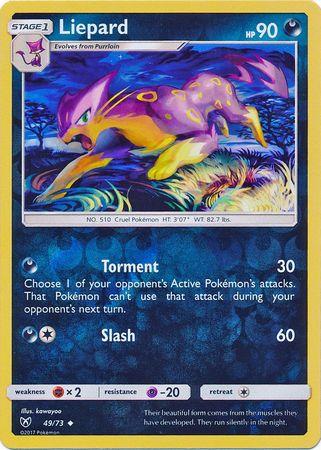 STAGE 1
Liepard
HP 90
Evolves from Purrloin
NO. 510 Cruel Pokémon HT: 3'07" WT: 82.7 lbs.
Torment 30
Choose 1 of your opponent's Active Pokémon's attacks.
That Pokémon can't use that attack during your
opponent's next turn.
Slash 60
weakness × 2 resistance -20 retreat
Illus. kawayoo
49/73
©2017 Pokémon
Their beautiful form comes from the muscles they
have developed. They run silently in the night.